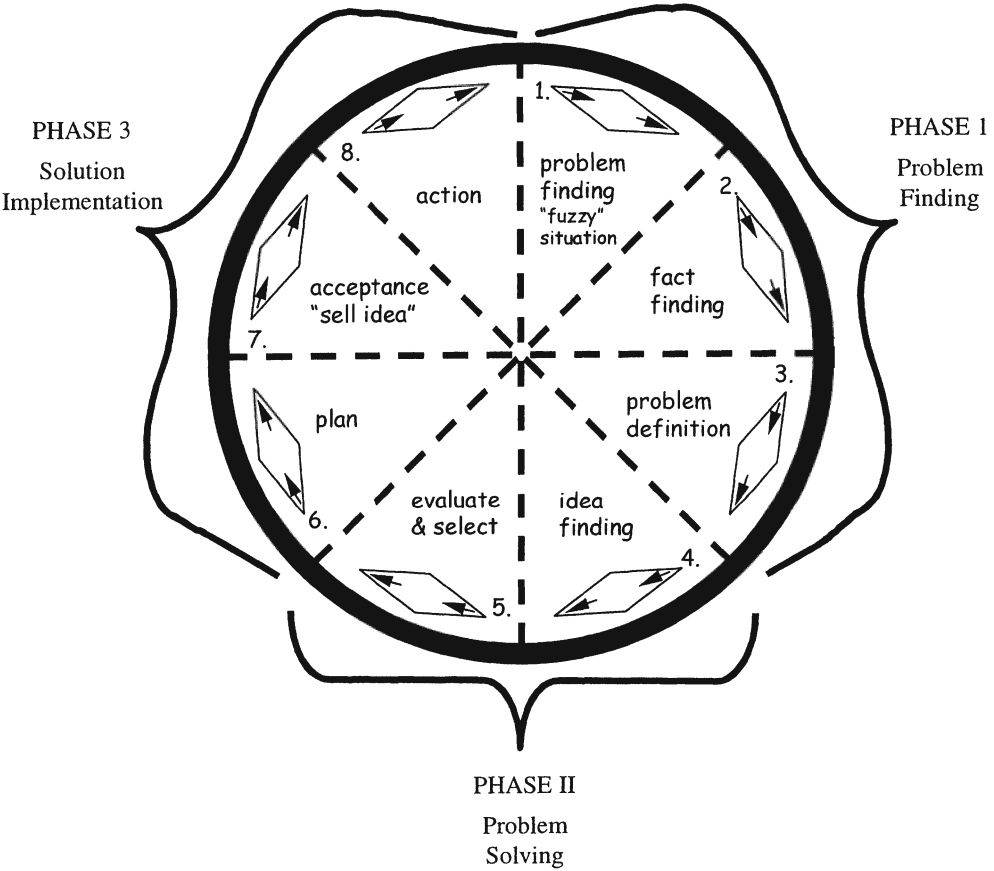 PHASE 1
Problem
Finding
1.
problem
finding
"fuzzy"
situation
2.
fact
finding
3.
problem
definition
4.
idea
finding
5.
evaluate
& select
6.
plan
7.
acceptance
"sell idea"
8.
action
PHASE II
Problem
Solving
PHASE 3
Solution
Implementation